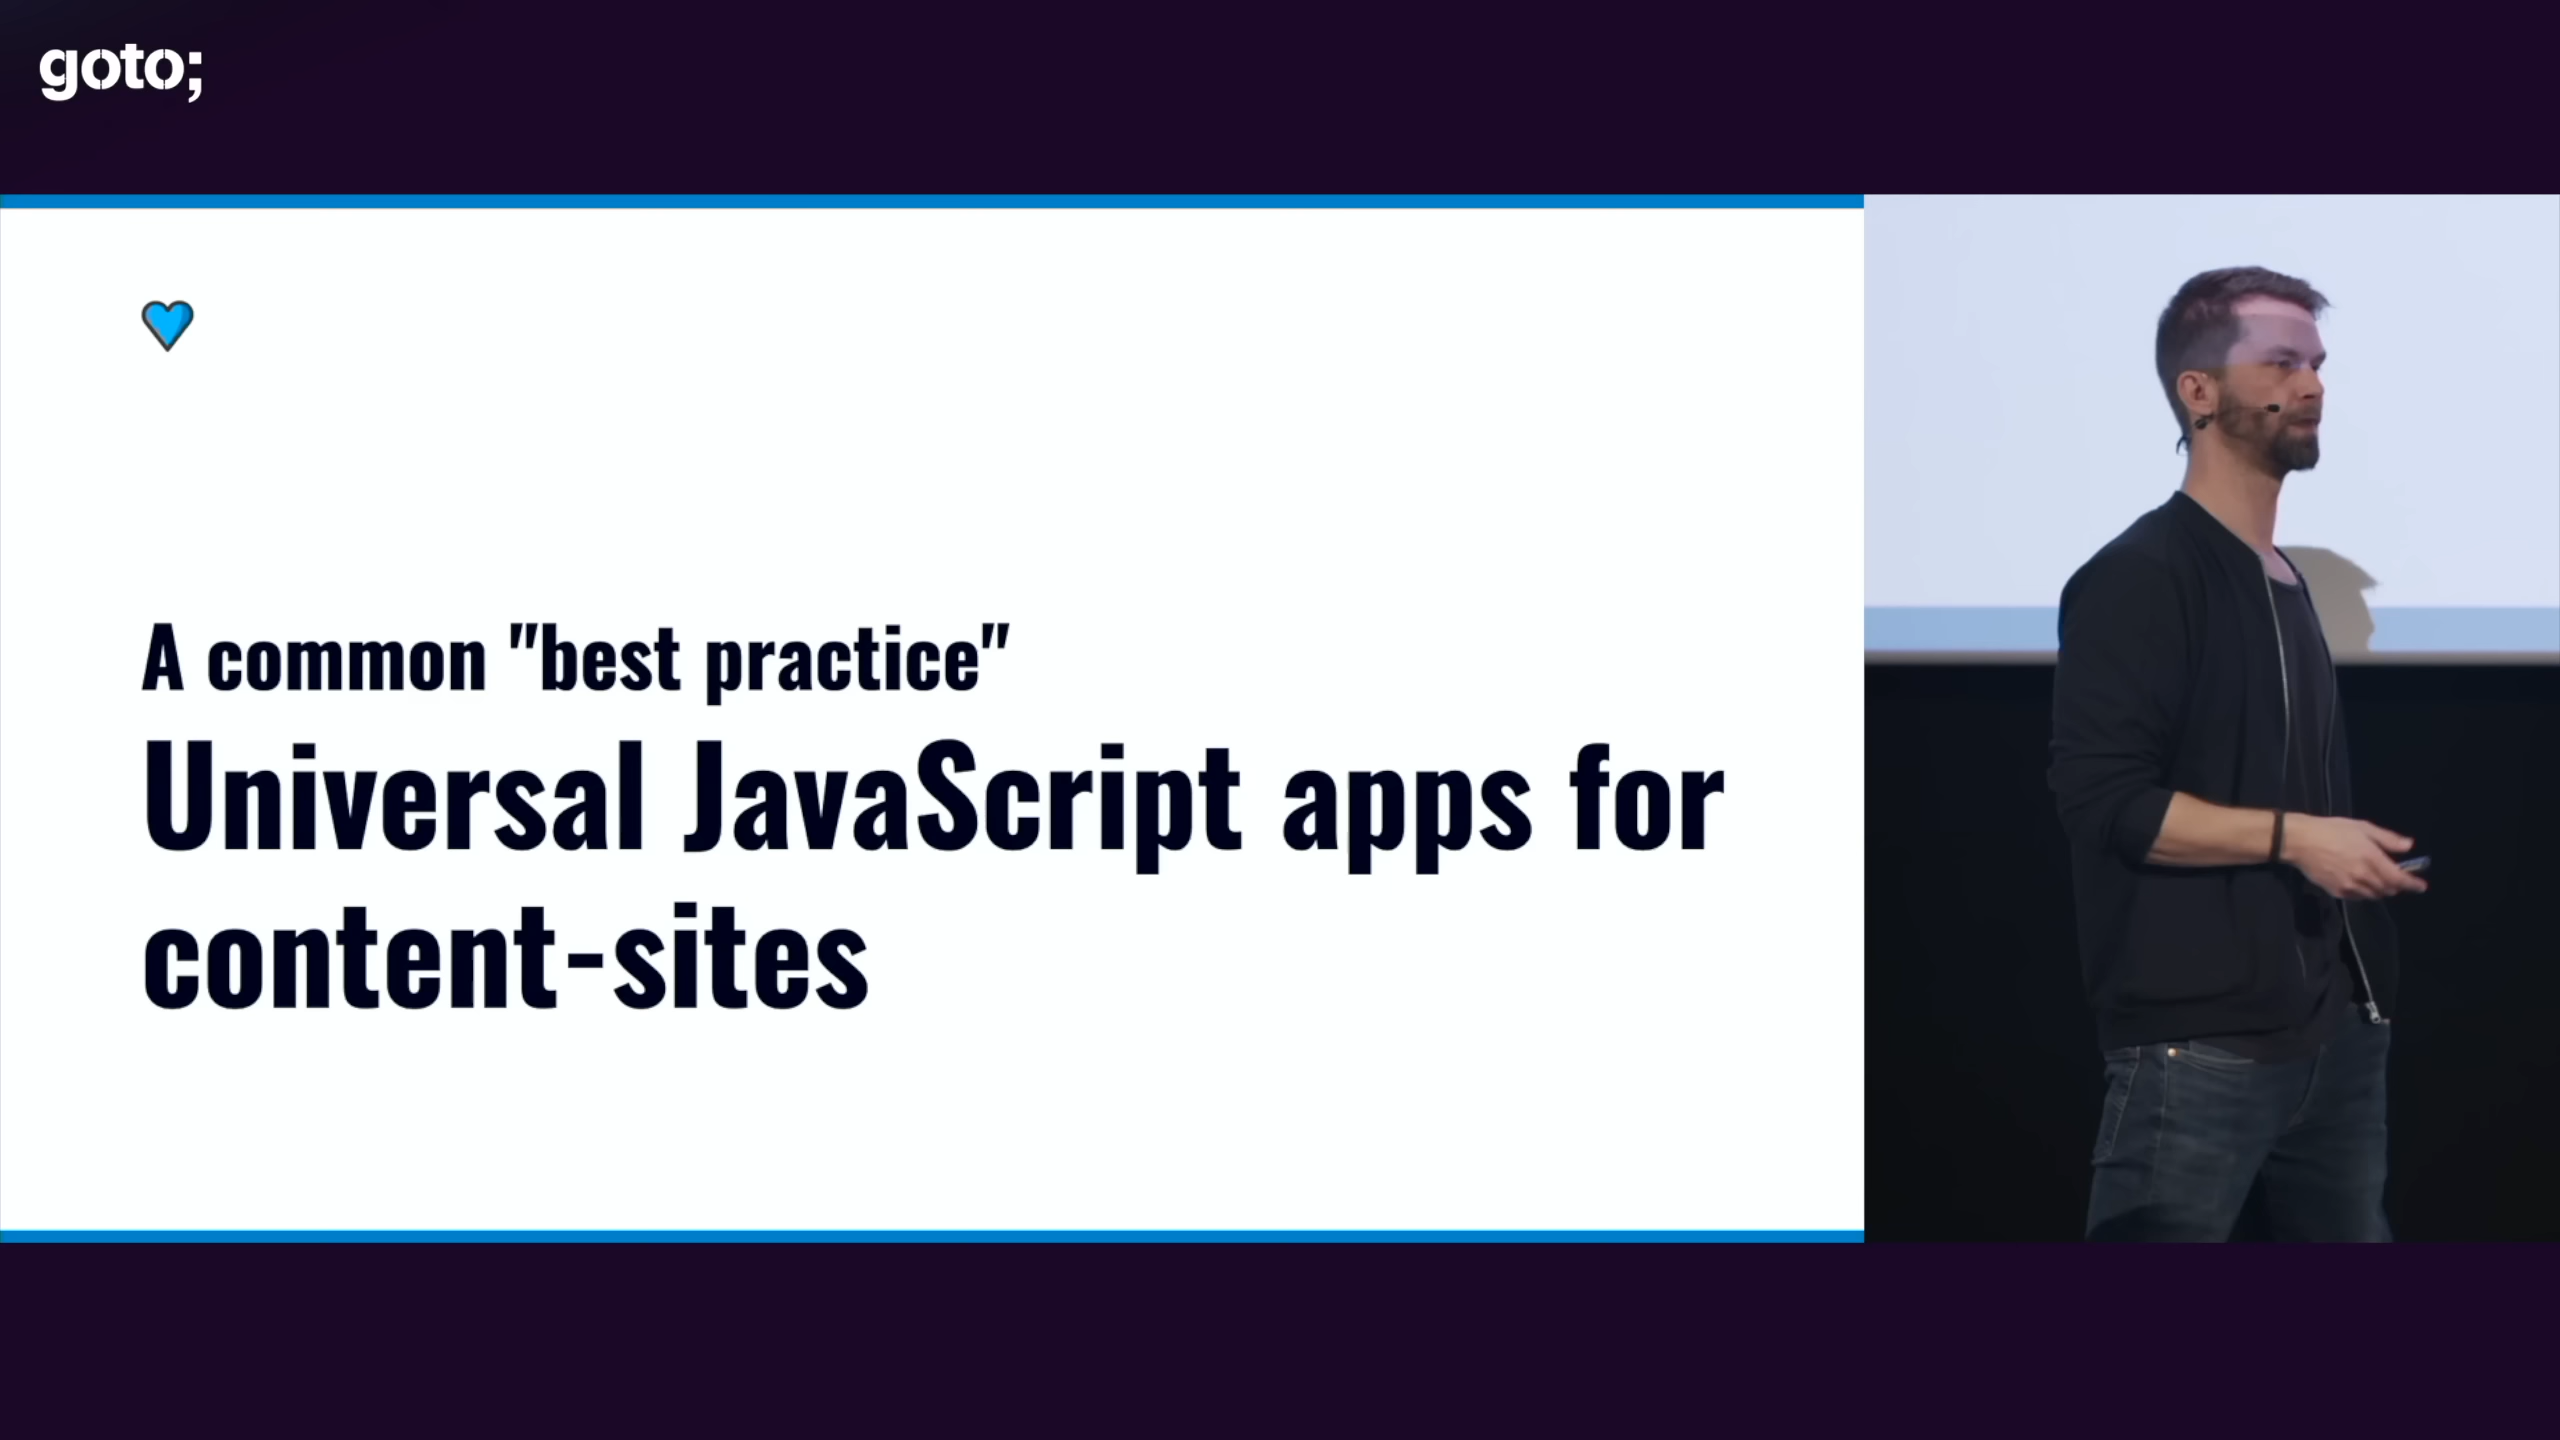 goto;
A common "best practice"
Universal JavaScript apps for
content-sites